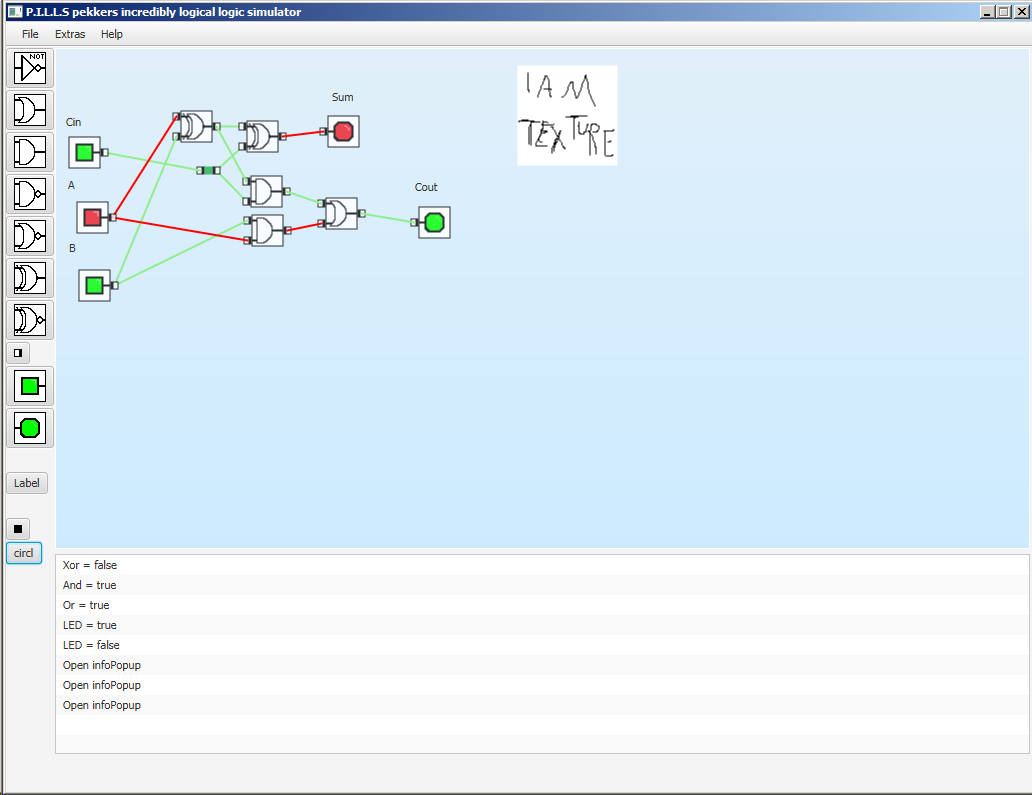 P.I.L.L.S pekkers incredibly logical logic simulator
File Extras Help
NOT
Sum
Cin
A
Cout
B
I AM
TEXTURE
Label
circl
Xor = false
And = true
Or = true
LED = true
LED = false
Open infoPopup
Open infoPopup
Open infoPopup